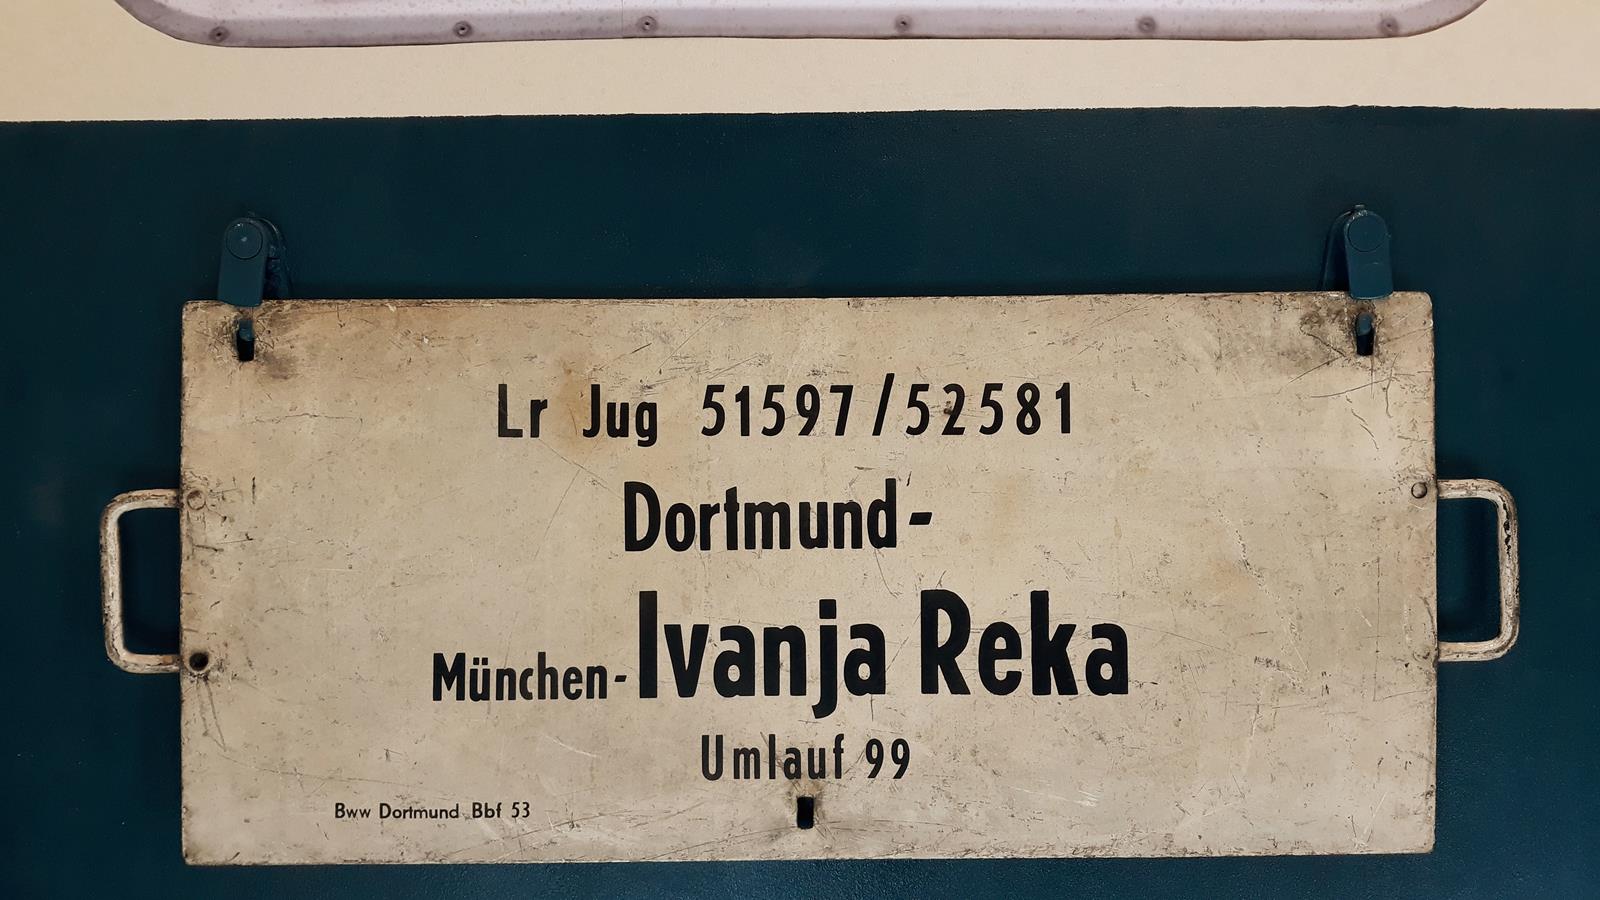 Lr Jug 51597/52581
Dortmund-
München-Ivanja Reka
Umlauf 99
Bww Dortmund Bbf 53